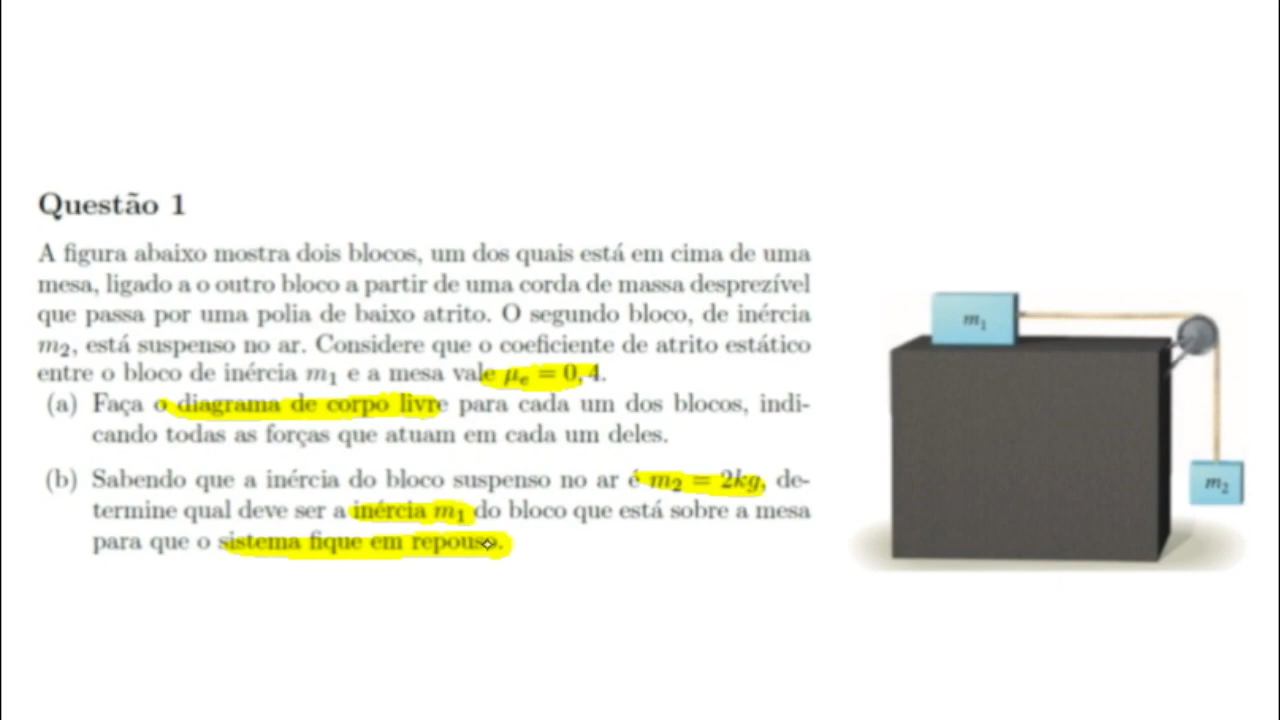 Questão 1
A figura abaixo mostra dois blocos, um dos quais está em cima de uma
mesa, ligado a o outro bloco a partir de uma corda de massa desprezível
que passa por uma polia de baixo atrito. O segundo bloco, de inércia
m₂, está suspenso no ar. Considere que o coeficiente de atrito estático
entre o bloco de inércia m₁ e a mesa vale μₑ = 0, 4.
(a) Faça o diagrama de corpo livre para cada um dos blocos, indi-
cando todas as forças que atuam em cada um deles.
(b) Sabendo que a inércia do bloco suspenso no ar é m₂ = 2kg, de-
termine qual deve ser a inércia m₁ do bloco que está sobre a mesa
para que o sistema fique em repouso.
m₁
m₂